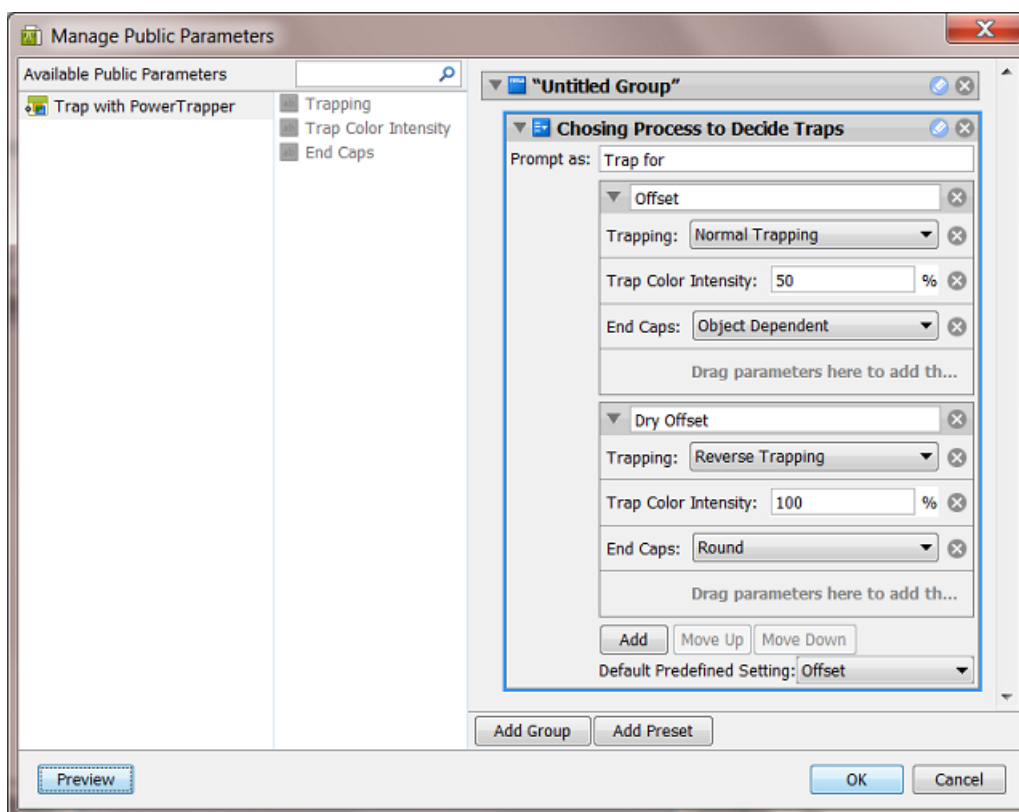 Manage Public Parameters
X
Available Public Parameters
Trap with PowerTrapper
ab Trapping
ab Trap Color Intensity
ab End Caps
"Untitled Group"
Chosing Process to Decide Traps
Prompt as: Trap for
Offset
Trapping: Normal Trapping
Trap Color Intensity: 50 %
End Caps: Object Dependent
Drag parameters here to add th...
Dry Offset
Trapping: Reverse Trapping
Trap Color Intensity: 100 %
End Caps: Round
Drag parameters here to add th...
Add Move Up Move Down
Default Predefined Setting: Offset
Add Group Add Preset
Preview OK Cancel